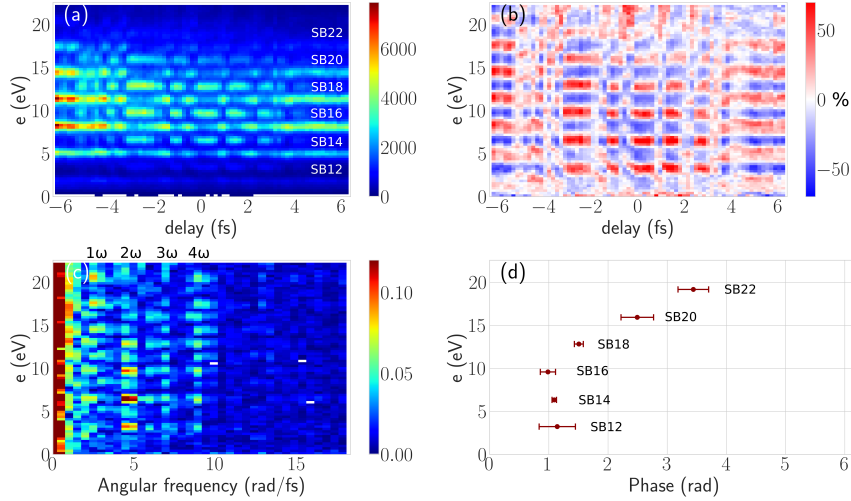 (a)
SB22
SB20
SB18
SB16
SB14
SB12
e (eV)
20
15
10
5
0
−6 −4 −2 0 2 4 6
delay (fs)
6000
4000
2000
0
(b)
e (eV)
20
15
10
5
0
−6 −4 −2 0 2 4 6
delay (fs)
50
0 %
−50
1ω 2ω 3ω 4ω
(c)
e (eV)
20
15
10
5
0
0 5 10 15
Angular frequency (rad/fs)
0.10
0.05
0.00
(d)
SB22
SB20
SB18
SB16
SB14
SB12
e (eV)
20
15
10
5
0
0 1 2 3 4 5 6
Phase (rad)